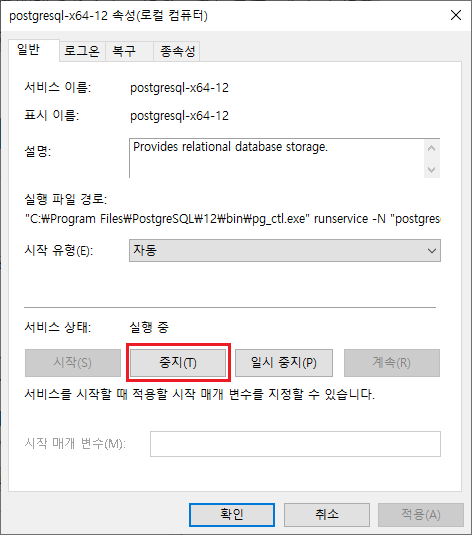 postgresql-x64-12 속성(로컬 컴퓨터)
일반 로그온 복구 종속성
서비스 이름: postgresql-x64-12
표시 이름: postgresql-x64-12
설명: Provides relational database storage.
실행 파일 경로:
"C:₩Program Files₩PostgreSQL₩12₩bin₩pg_ctl.exe" runservice -N "postgres
시작 유형(E): 자동
서비스 상태: 실행 중
시작(S) 중지(T) 일시 중지(P) 계속(R)
서비스를 시작할 때 적용할 시작 매개 변수를 지정할 수 있습니다.
시작 매개 변수(M):
확인 취소 적용(A)